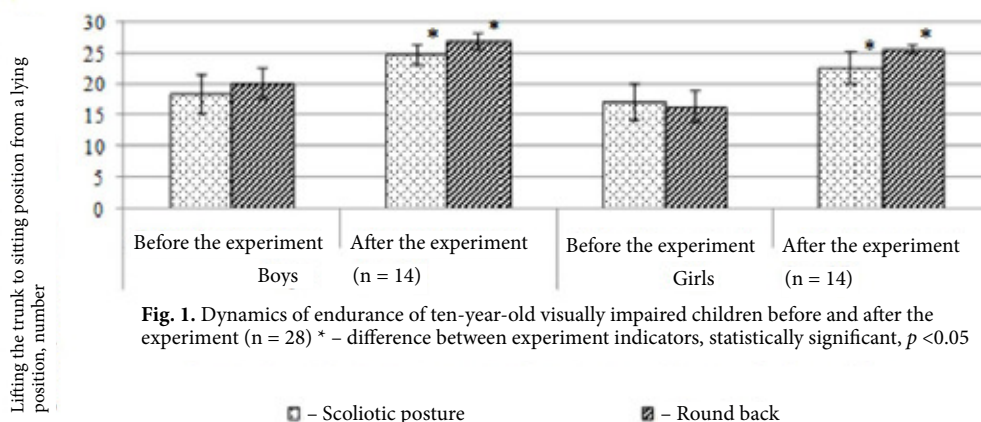 Lifting the trunk to sitting position from a lying
position, number
30
25
20
15
10
5
0
* * * *
Before the experiment After the experiment Before the experiment After the experiment
Boys (n = 14) Girls (n = 14)
Fig. 1. Dynamics of endurance of ten-year-old visually impaired children before and after the
experiment (n = 28) * – difference between experiment indicators, statistically significant, p <0.05
– Scoliotic posture – Round back